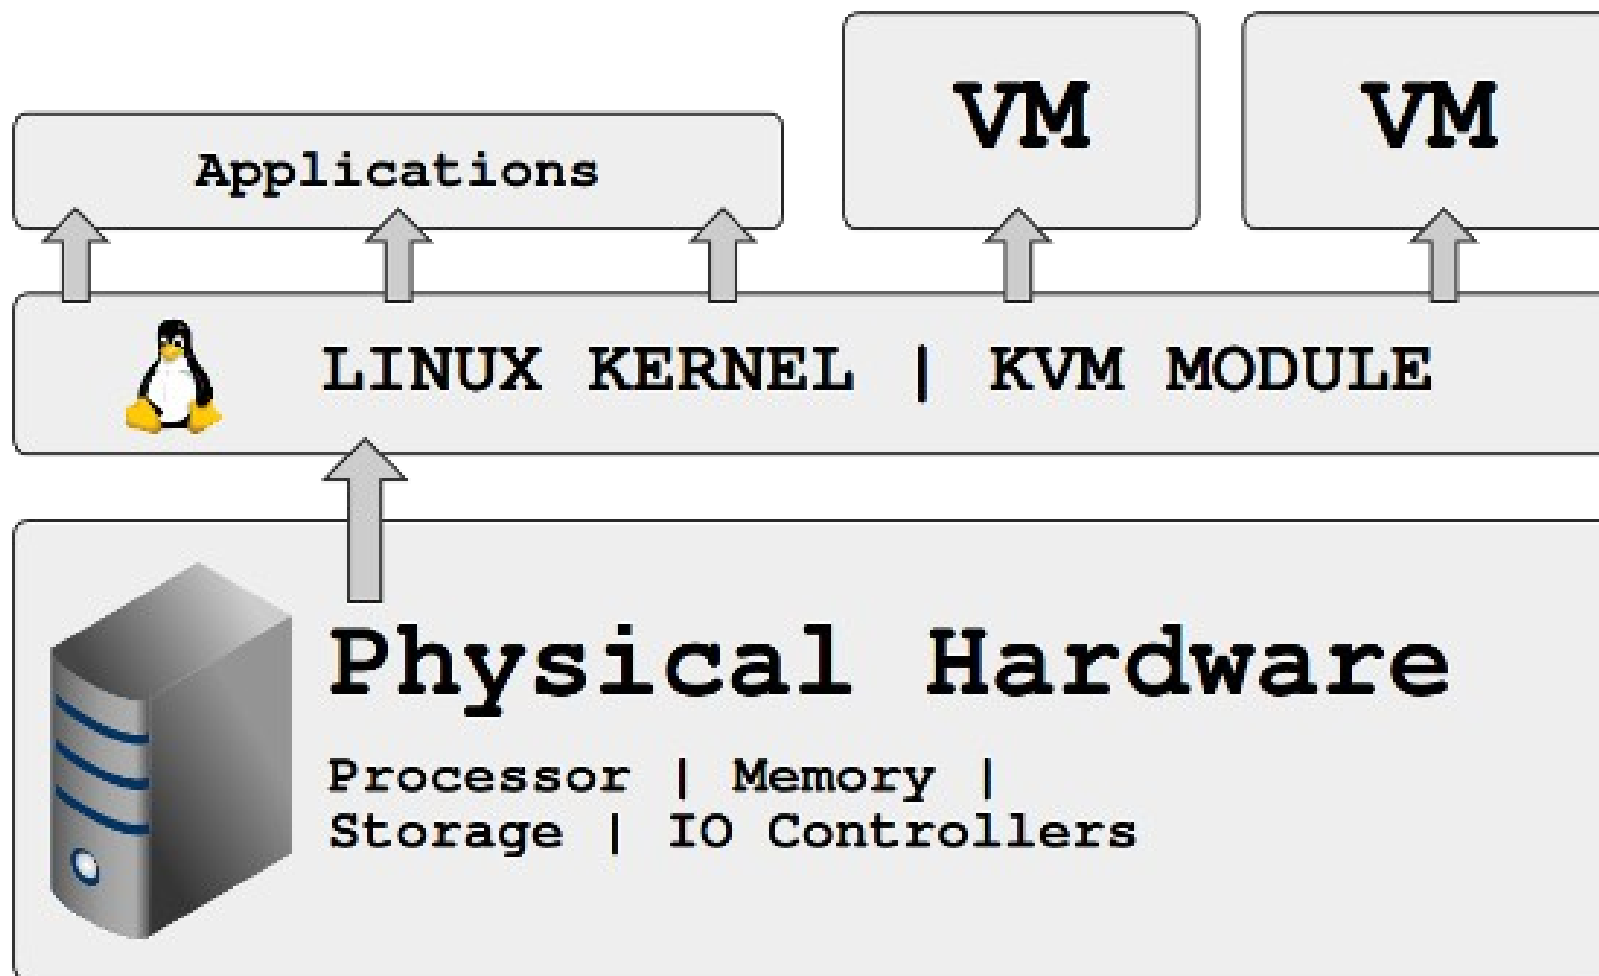 VM
VM
Applications
LINUX KERNEL | KVM MODULE
Physical Hardware
Processor | Memory |
Storage | IO Controllers